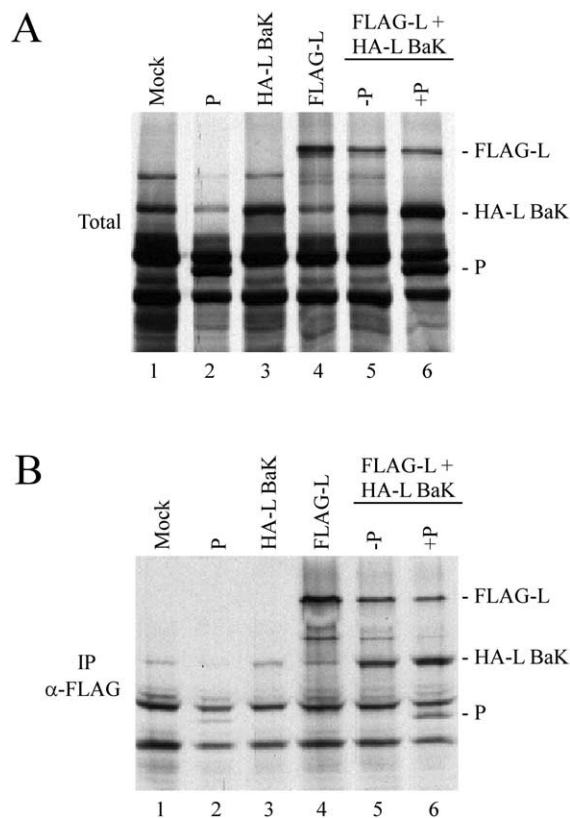 A
FLAG-L +
HA-L BaK
Mock
P
HA-L BaK
FLAG-L
-P
+P
Total
- FLAG-L
- HA-L BaK
- P
1 2 3 4 5 6
B
FLAG-L +
HA-L BaK
Mock
P
HA-L BaK
FLAG-L
-P
+P
IP
α-FLAG
- FLAG-L
- HA-L BaK
- P
1 2 3 4 5 6